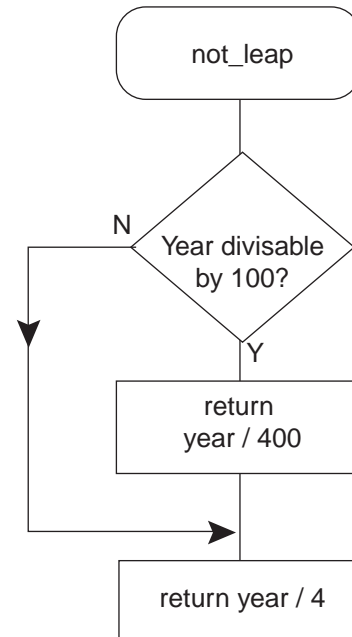 not_leap
N
Year divisable
by 100?
Y
return
year / 400
return year / 4